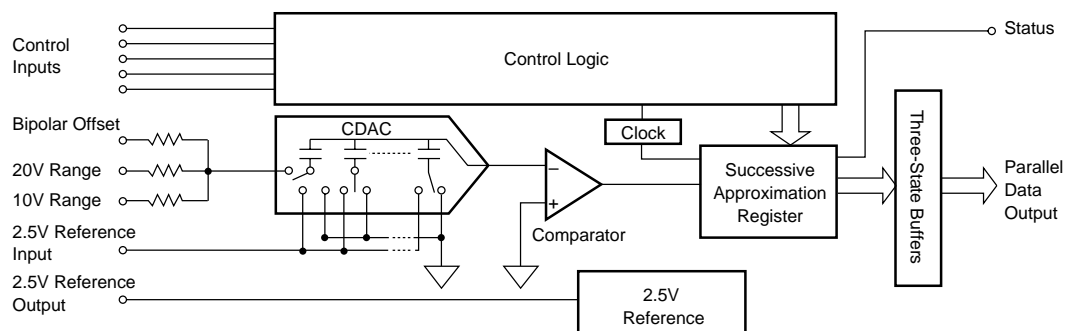 Control
Inputs
Control Logic
Status
Bipolar Offset
20V Range
10V Range
2.5V Reference
Input
2.5V Reference
Output
CDAC
Clock
–
+
Comparator
Successive
Approximation
Register
Three-State Buffers
Parallel
Data
Output
2.5V
Reference